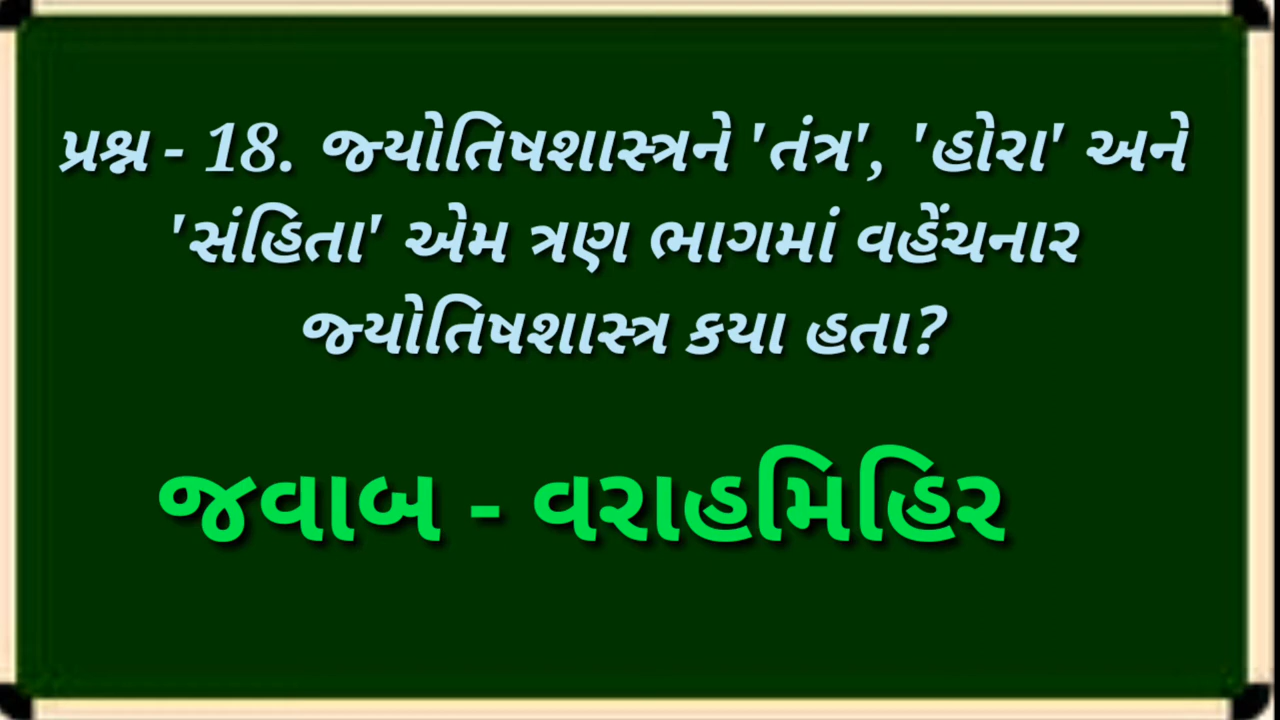 પ્રશ્ન - 18. જ્યોતિષશાસ્ત્રને 'તંત્ર', 'હોરા' અને
'સંહિતા' એમ ત્રણ ભાગમાં વહેંચનાર
જ્યોતિષશાસ્ત્ર કયા હતા?
જવાબ - વરાહમિહિર